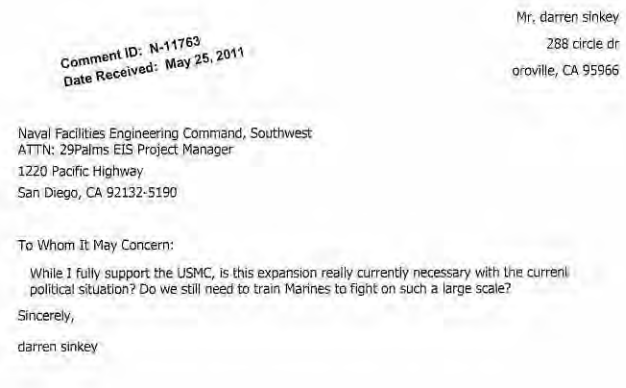 Mr. darren sinkey
288 circle dr
oroville, CA 95966
Comment ID: N-11763
Date Received: May 25, 2011
Naval Facilities Engineering Command, Southwest
ATTN: 29Palms EIS Project Manager
1220 Pacific Highway
San Diego, CA 92132-5190
To Whom It May Concern:
While I fully support the USMC, is this expansion really currently necessary with the current
political situation? Do we still need to train Marines to fight on such a large scale?
Sincerely,
darren sinkey